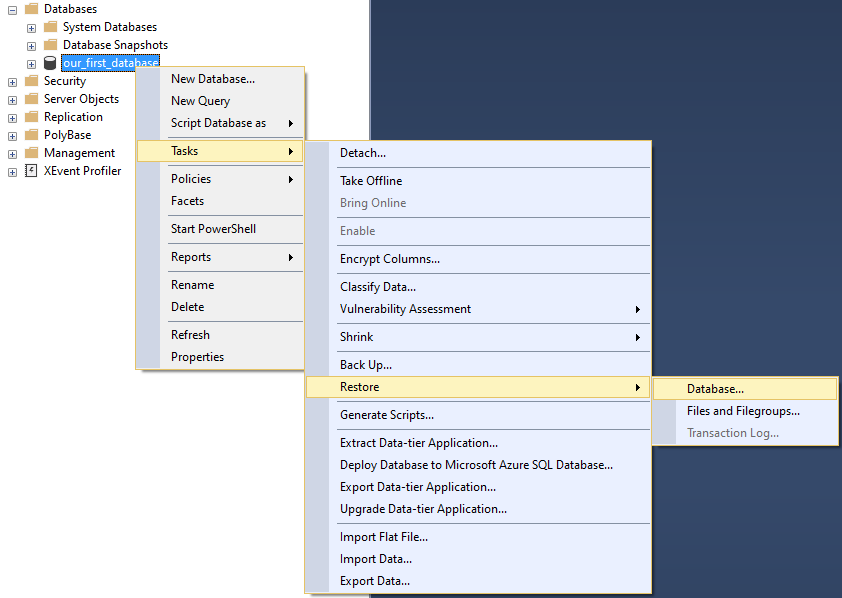 Databases
System Databases
Database Snapshots
our_first_database
Security
Server Objects
Replication
PolyBase
Management
XEvent Profiler
New Database...
New Query
Script Database as
Tasks
Policies
Facets
Start PowerShell
Reports
Rename
Delete
Refresh
Properties
Detach...
Take Offline
Bring Online
Enable
Encrypt Columns...
Classify Data...
Vulnerability Assessment
Shrink
Back Up...
Restore
Generate Scripts...
Extract Data-tier Application...
Deploy Database to Microsoft Azure SQL Database...
Export Data-tier Application...
Upgrade Data-tier Application...
Import Flat File...
Import Data...
Export Data...
Database...
Files and Filegroups...
Transaction Log...